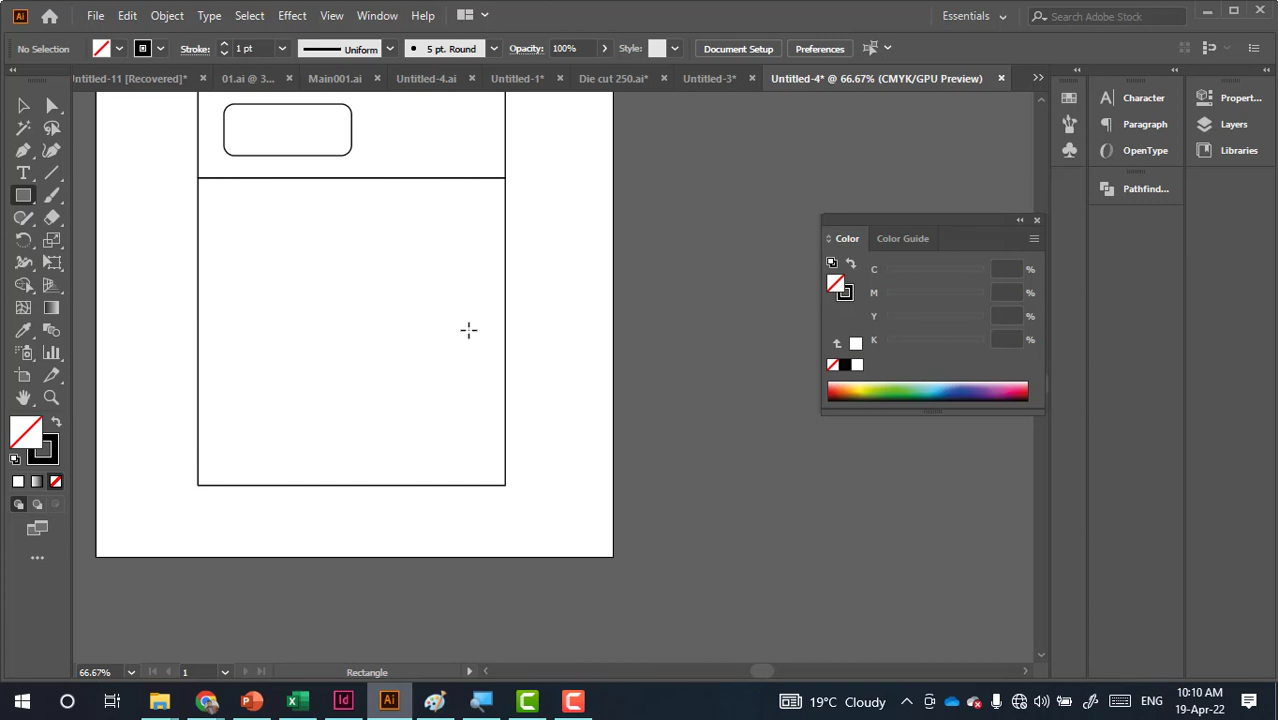 Ai File Edit Object Type Select Effect View Window Help Essentials Search Adobe Stock
No Selection Stroke: 1 pt Uniform 5 pt. Round Opacity: 100% Style: Document Setup Preferences
Untitled-11 [Recovered]* 01.ai @ 3... Main001.ai Untitled-4.ai Untitled-1* Die cut 250.ai* Untitled-3* Untitled-4* @ 66.67% (CMYK/GPU Preview)
Character
Paragraph
OpenType
Pathfind...
Propert...
Layers
Libraries
Color Color Guide
C %
M %
Y %
K %
66.67% 1 Rectangle
19°C Cloudy ENG 10:10 AM
19-Apr-22